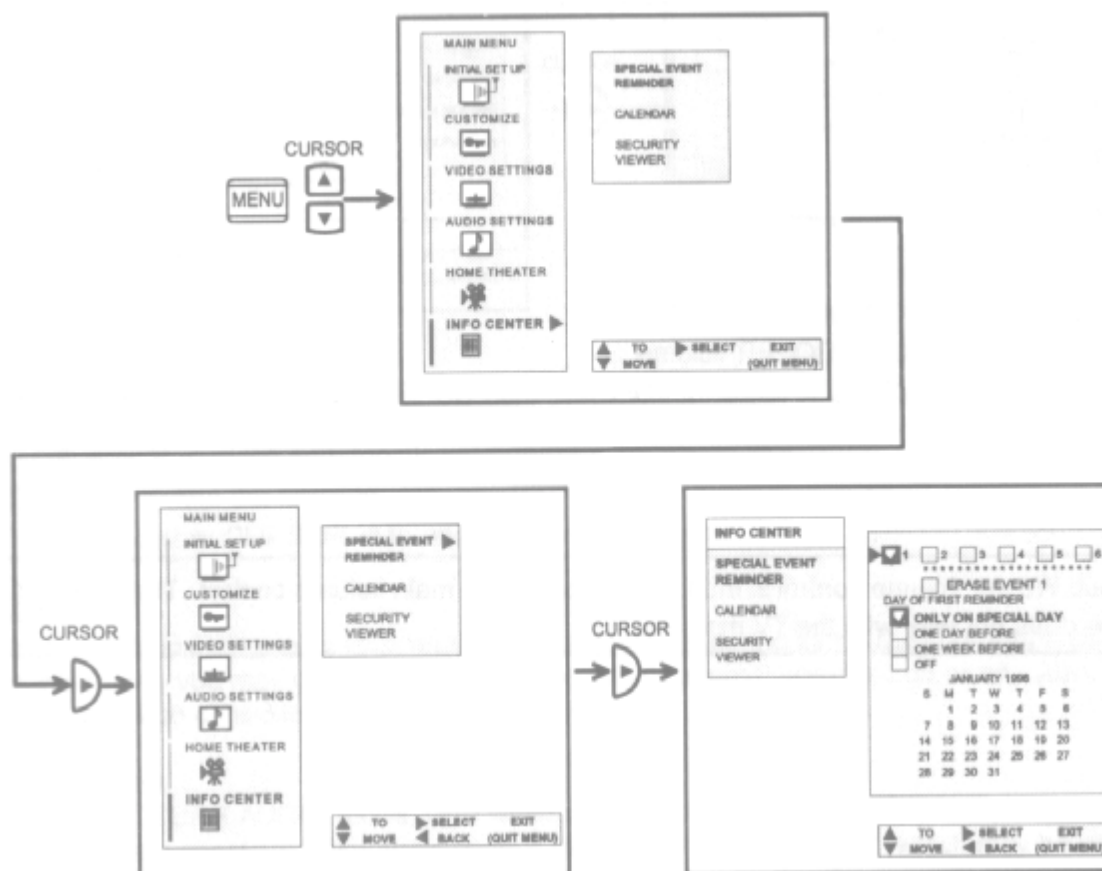 MAIN MENU
INITIAL SET UP
CUSTOMIZE
VIDEO SETTINGS
AUDIO SETTINGS
HOME THEATER
INFO CENTER
SPECIAL EVENT
REMINDER
CALENDAR
SECURITY
VIEWER
TO SELECT EXIT
MOVE (QUIT MENU)
CURSOR
MENU
CURSOR
MAIN MENU
INITIAL SET UP
CUSTOMIZE
VIDEO SETTINGS
AUDIO SETTINGS
HOME THEATER
INFO CENTER
SPECIAL EVENT
REMINDER
CALENDAR
SECURITY
VIEWER
TO SELECT EXIT
MOVE BACK (QUIT MENU)
CURSOR
INFO CENTER
SPECIAL EVENT
REMINDER
CALENDAR
SECURITY
VIEWER
1 2 3 4 5 6
ERASE EVENT 1
DAY OF FIRST REMINDER
ONLY ON SPECIAL DAY
ONE DAY BEFORE
ONE WEEK BEFORE
OFF
JANUARY 1996
S M T W T F S
1 2 3 4 5 6
7 8 9 10 11 12 13
14 15 16 17 18 19 20
21 22 23 24 25 26 27
28 29 30 31
TO SELECT EXIT
MOVE BACK (QUIT MENU)